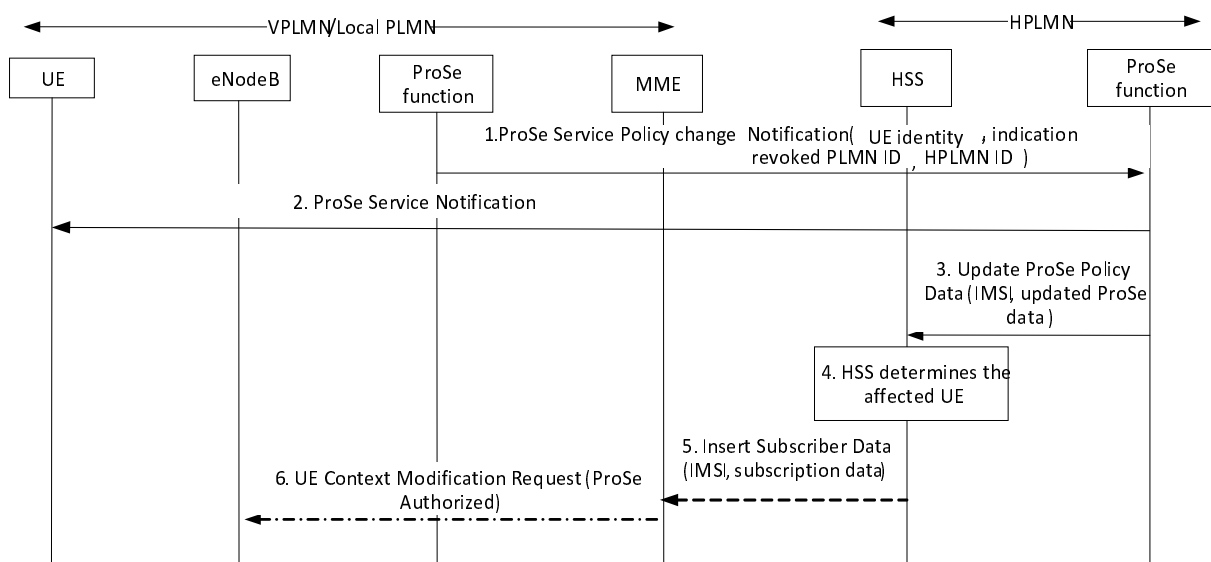 VPLMN/Local PLMN
HPLMN
UE
eNodeB
ProSe
function
MME
HSS
ProSe
function
1.ProSe Service Policy change Notification( UE identity , indication
revoked PLMN ID , HPLMN ID )
2. ProSe Service Notification
3. Update ProSe Policy
Data (IMSI, updated ProSe
data )
4. HSS determines the
affected UE
5. Insert Subscriber Data
(IMSI, subscription data)
6. UE Context Modification Request (ProSe
Authorized)